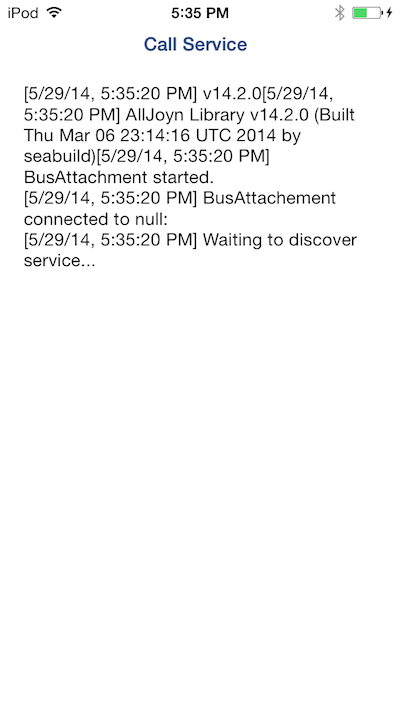 iPod 5:35 PM
Call Service
[5/29/14, 5:35:20 PM] v14.2.0[5/29/14,
5:35:20 PM] AllJoyn Library v14.2.0 (Built
Thu Mar 06 23:14:16 UTC 2014 by
seabuild)[5/29/14, 5:35:20 PM]
BusAttachment started.
[5/29/14, 5:35:20 PM] BusAttachement
connected to null:
[5/29/14, 5:35:20 PM] Waiting to discover
service...